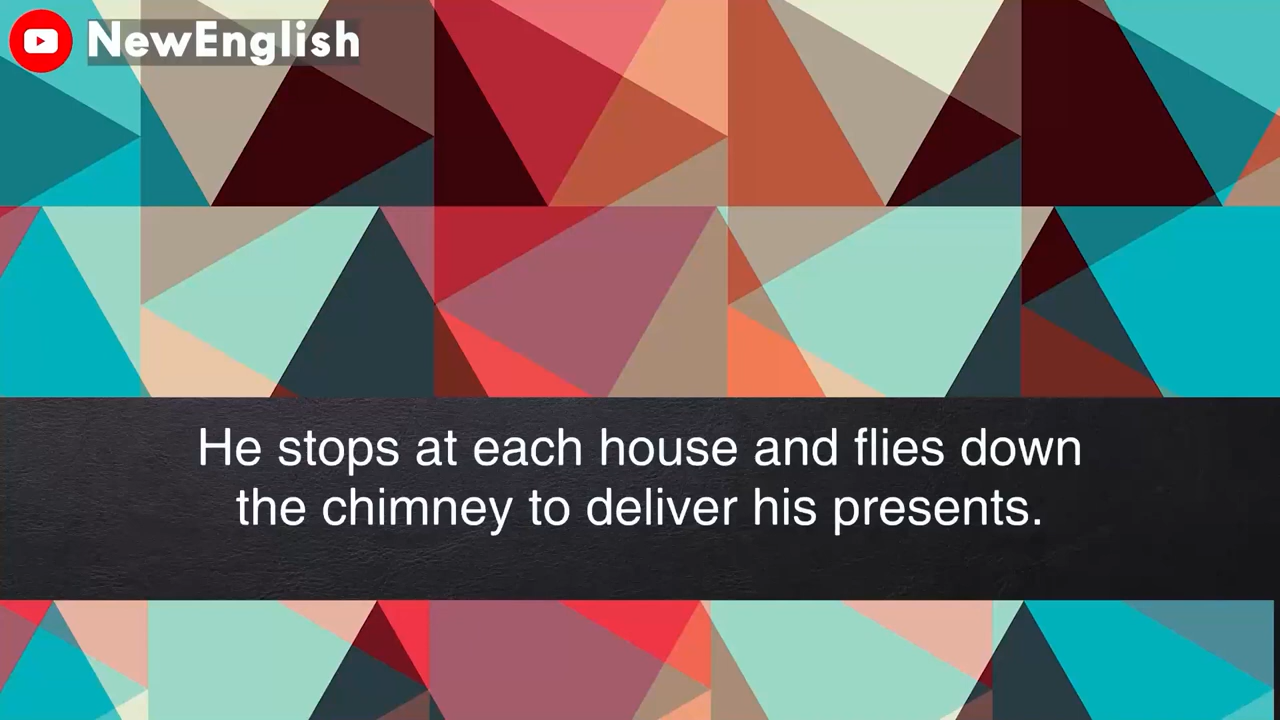 NewEnglish
He stops at each house and flies down
the chimney to deliver his presents.